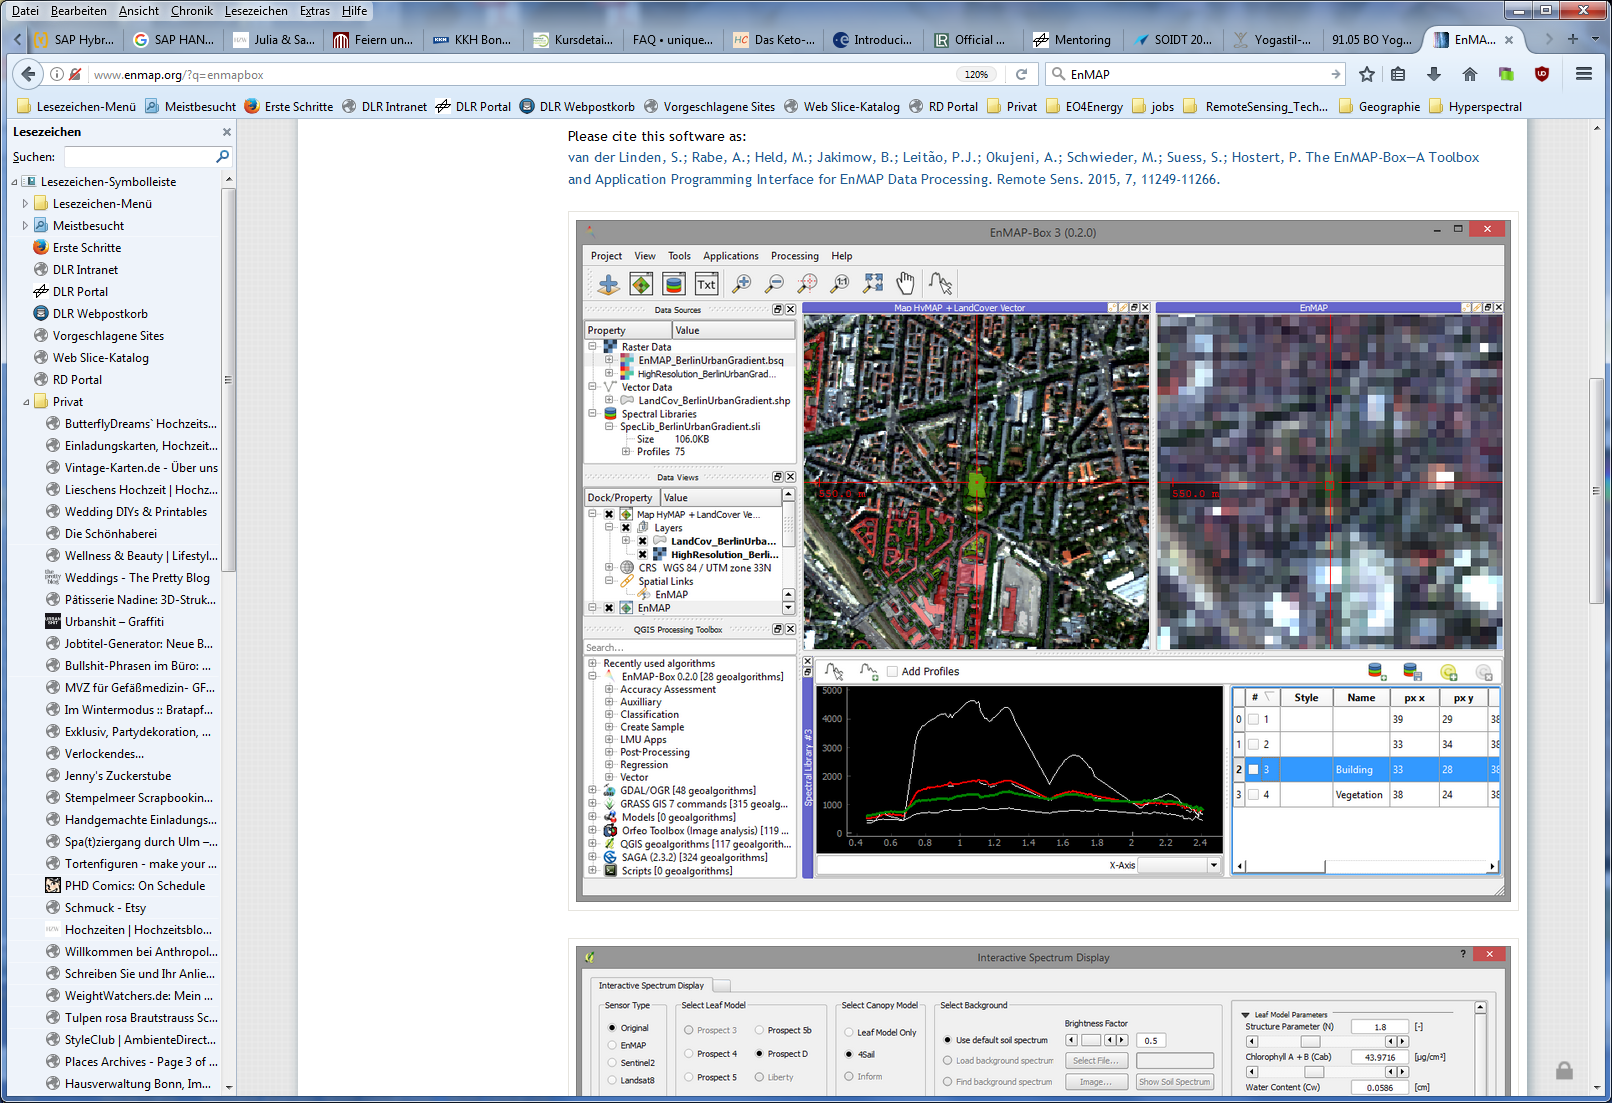 Datei Bearbeiten Ansicht Chronik Lesezeichen Extras Hilfe
SAP Hybr... SAP HAN... Julia & Sa... Feiern un... KKH Bon... Kursdetai... FAQ • unique... Das Keto-... Introduci... Official ... Mentoring SOIDT 20... Yogastil-... 91.05 BO Yog... EnMA...
www.enmap.org/?q=enmapbox 120% EnMAP
Lesezeichen-Menü Meistbesucht Erste Schritte DLR Intranet DLR Portal DLR Webpostkorb Vorgeschlagene Sites Web Slice-Katalog RD Portal Privat EO4Energy jobs RemoteSensing_Tech... Geographie Hyperspectral
Lesezeichen
Suchen:
Lesezeichen-Symbolleiste
Lesezeichen-Menü
Meistbesucht
Erste Schritte
DLR Intranet
DLR Portal
DLR Webpostkorb
Vorgeschlagene Sites
Web Slice-Katalog
RD Portal
Privat
ButterflyDreams` Hochzeits...
Einladungskarten, Hochzeit...
Vintage-Karten.de - Über uns
Lieschens Hochzeit | Hochz...
Wedding DIYs & Printables
Die Schönhaberei
Wellness & Beauty | Lifestyl...
Weddings - The Pretty Blog
Pâtisserie Nadine: 3D-Struk...
Urbanshit – Graffiti
Jobtitel-Generator: Neue B...
Bullshit-Phrasen im Büro: ...
MVZ für Gefäßmedizin- GF...
Im Wintermodus :: Bratapf...
Exklusiv, Partydekoration, ...
Verlockendes...
Jenny's Zuckerstube
Stempelmeer Scrapbookin...
Handgemachte Einladungs...
Spa(t)ziergang durch Ulm –...
Tortenfiguren - make your ...
PHD Comics: On Schedule
Schmuck - Etsy
Hochzeiten | Hochzeitsblo...
Willkommen bei Anthropol...
Schreiben Sie und Ihr Anlie...
WeightWatchers.de: Mein ...
Tulpen rosa Brautstrauss Sc...
StyleClub | AmbienteDirect...
Places Archives - Page 3 of ...
Hausverwaltung Bonn, Im...
Please cite this software as:
van der Linden, S.; Rabe, A.; Held, M.; Jakimow, B.; Leitão, P.J.; Okujeni, A.; Schwieder, M.; Suess, S.; Hostert, P. The EnMAP-Box—A Toolbox
and Application Programming Interface for EnMAP Data Processing. Remote Sens. 2015, 7, 11249-11266.
EnMAP-Box 3 (0.2.0)
Project View Tools Applications Processing Help
Txt 1:1
Data Sources
Property Value
Raster Data
EnMAP_BerlinUrbanGradient.bsq
HighResolution_BerlinUrbanGrad...
Vector Data
LandCov_BerlinUrbanGradient.shp
Spectral Libraries
SpecLib_BerlinUrbanGradient.sli
Size 106.0KB
Profiles 75
Data Views
Dock/Property Value
Map HyMAP + LandCover Ve...
Layers
LandCov_BerlinUrba...
HighResolution_Berli...
CRS WGS 84 / UTM zone 33N
Spatial Links
EnMAP
EnMAP
QGIS Processing Toolbox
Search...
Recently used algorithms
EnMAP-Box 0.2.0 [28 geoalgorithms]
Accuracy Assessment
Auxilliary
Classification
Create Sample
LMU Apps
Post-Processing
Regression
Vector
GDAL/OGR [48 geoalgorithms]
GRASS GIS 7 commands [315 geoalg...
Models [0 geoalgorithms]
Orfeo Toolbox (Image analysis) [119 ...
QGIS geoalgorithms [117 geoalgorith...
SAGA (2.3.2) [324 geoalgorithms]
Scripts [0 geoalgorithms]
Map HyMAP + LandCover Vector
550.0 m
EnMAP
550.0 m
Spectral Library #3
Add Profiles
5000
4000
3000
2000
1000
0
0.4 0.6 0.8 1 1.2 1.4 1.6 1.8 2 2.2 2.4
X-Axis
# Style Name px x px y
0 1 39 29 38
1 2 33 34 38
2 3 Building 33 28 38
3 4 Vegetation 38 24 38
Interactive Spectrum Display
Interactive Spectrum Display
Sensor Type
Original
EnMAP
Sentinel2
Landsat8
Select Leaf Model
Prospect 3 Prospect 5b
Prospect 4 Prospect D
Prospect 5 Liberty
Select Canopy Model
Leaf Model Only
4Sail
Inform
Select Background
Brightness Factor
Use default soil spectrum 0.5
Load background spectrum Select File...
Find background spectrum Image... Show Soil Spectrum
Leaf Model Parameters
Structure Parameter (N) 1.8 [-]
Chlorophyll A + B (Cab) 43.9716 [µg/cm²]
Water Content (Cw) 0.0586 [cm]